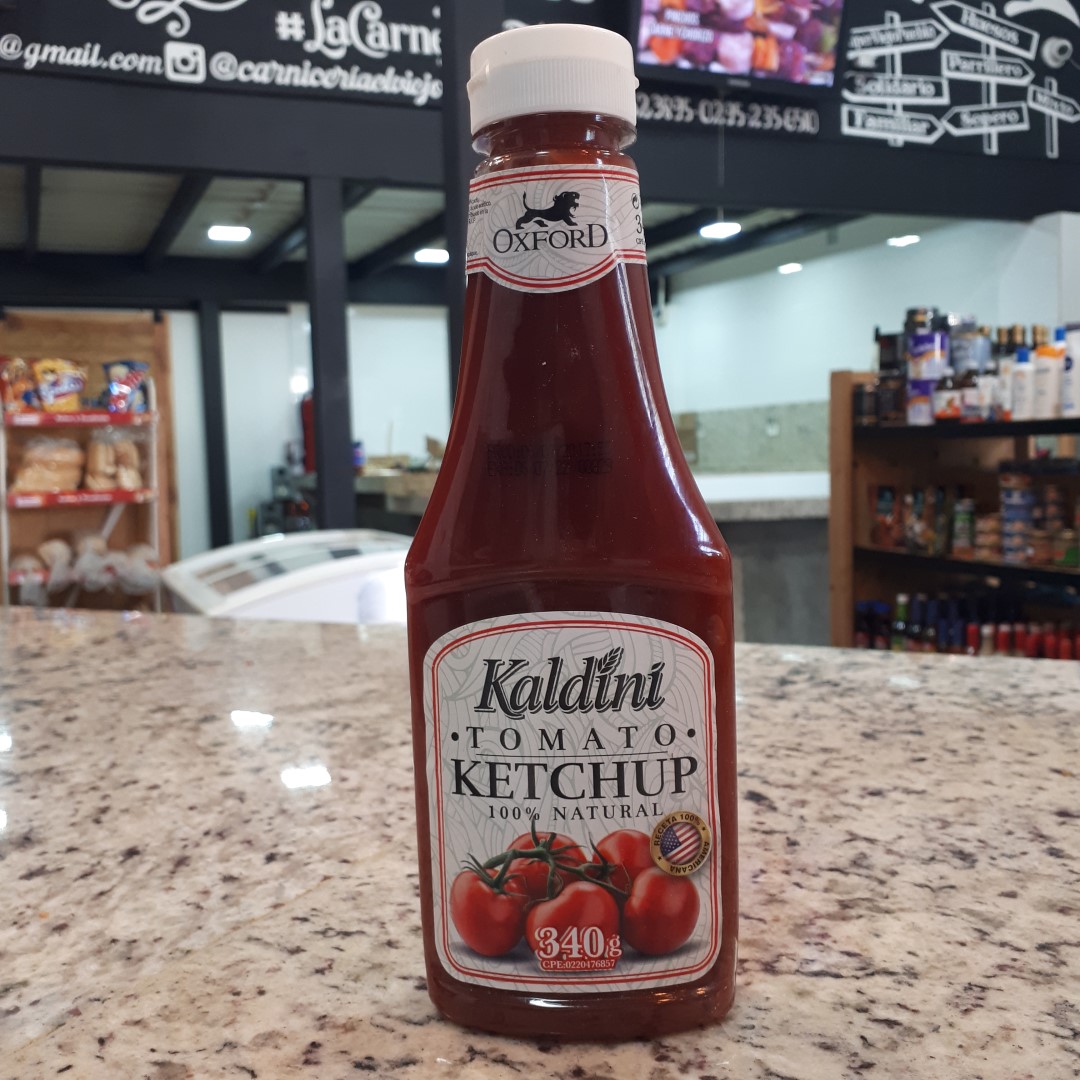 #LaCarne
@gmail.com @carniceriaelviejo
Huesos
Parrillero
Solidario
Familiar
Sopero
Mixto
OXFORD
Kaldini
• TOMATO •
KETCHUP
100% NATURAL
RECETA 100%
AMERICANA
340g
CPE:0220476857